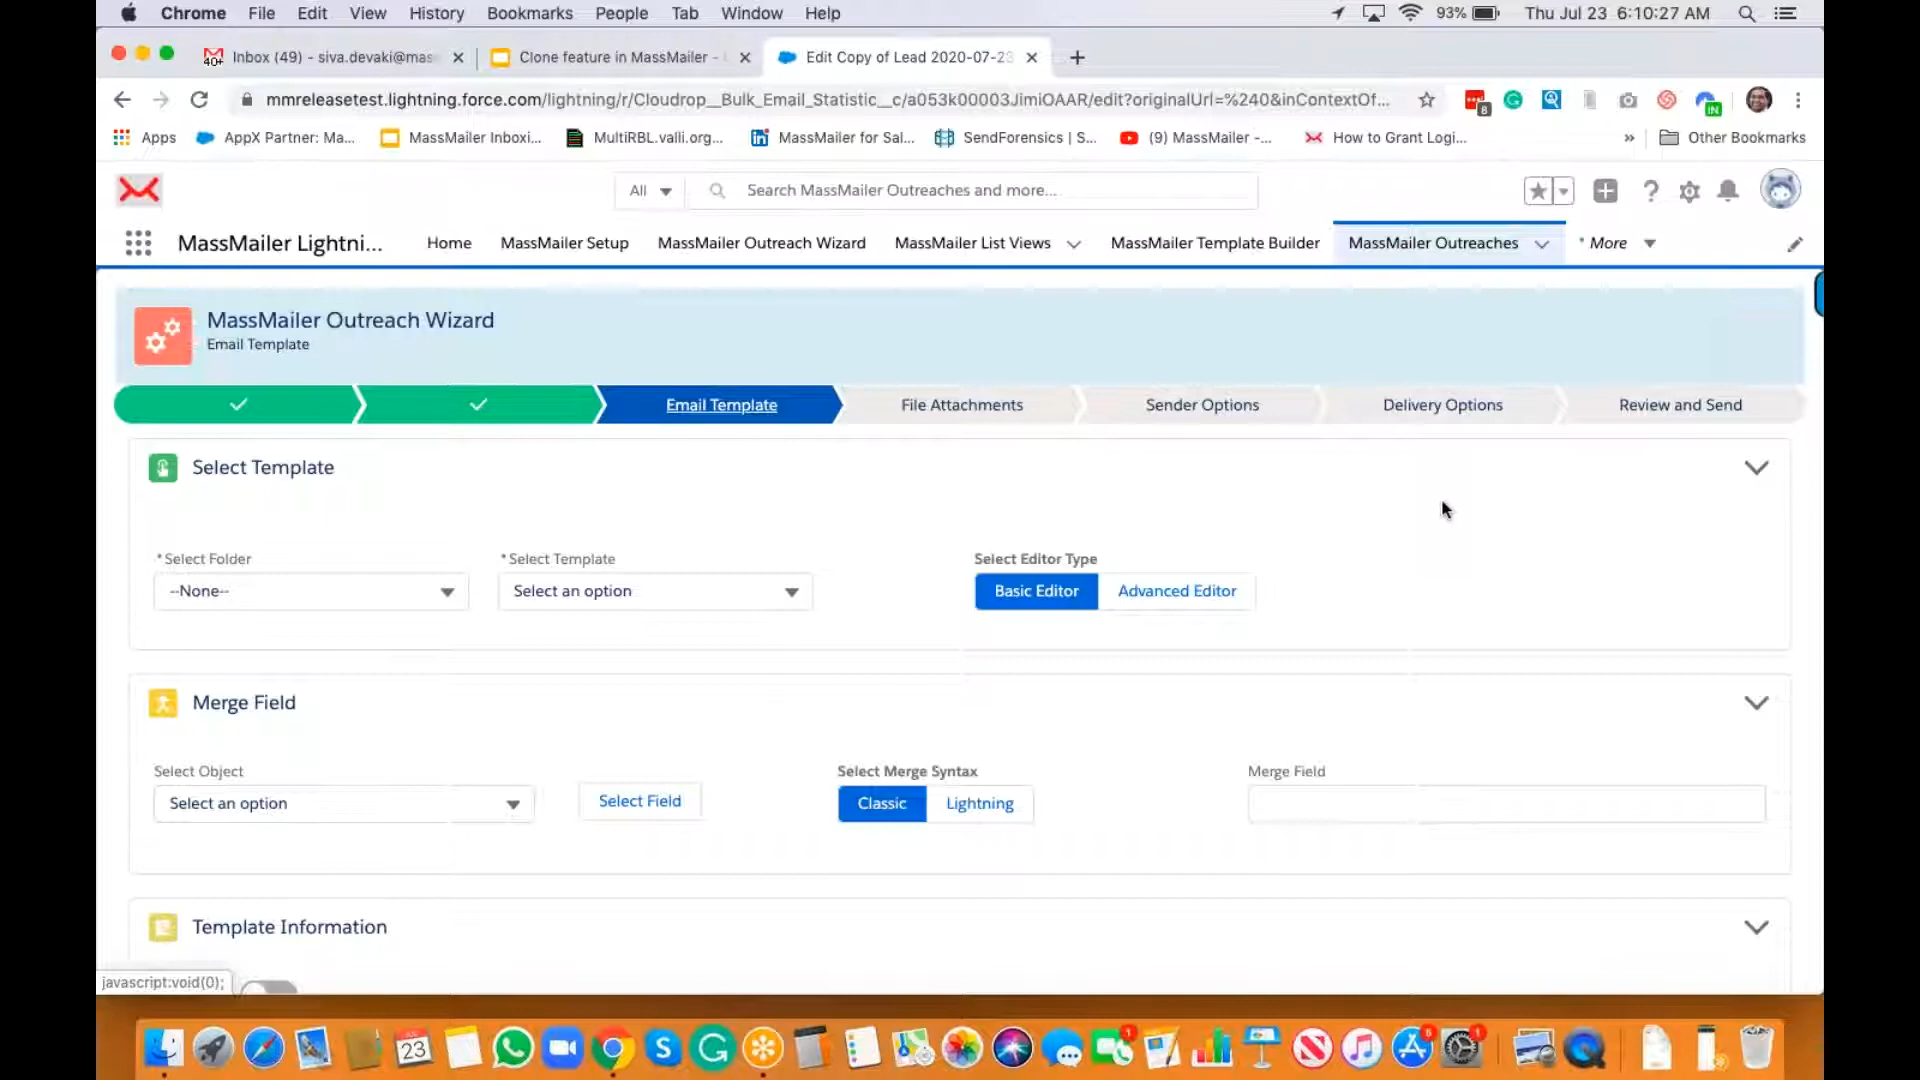 Chrome File Edit View History Bookmarks People Tab Window Help 93% Thu Jul 23 6:10:27 AM
40+ Inbox (49) - siva.devaki@mas Clone feature in MassMailer - Edit Copy of Lead 2020-07-23
mmreleasetest.lightning.force.com/lightning/r/Cloudrop__Bulk_Email_Statistic__c/a053k00003JimiOAAR/edit?originalUrl=%240&inContextOf... 8 IN
Apps AppX Partner: Ma... MassMailer Inboxi... MultiRBL.valli.org... MassMailer for Sal... SendForensics | S... (9) MassMailer -... How to Grant Logi... » Other Bookmarks
All Search MassMailer Outreaches and more...
MassMailer Lightni... Home MassMailer Setup MassMailer Outreach Wizard MassMailer List Views MassMailer Template Builder MassMailer Outreaches * More
MassMailer Outreach Wizard
Email Template
Email Template File Attachments Sender Options Delivery Options Review and Send
Select Template
*Select Folder *Select Template Select Editor Type
--None-- Select an option Basic Editor Advanced Editor
Merge Field
Select Object Select Merge Syntax Merge Field
Select an option Select Field Classic Lightning
Template Information
javascript:void(0);
23 1 6 1